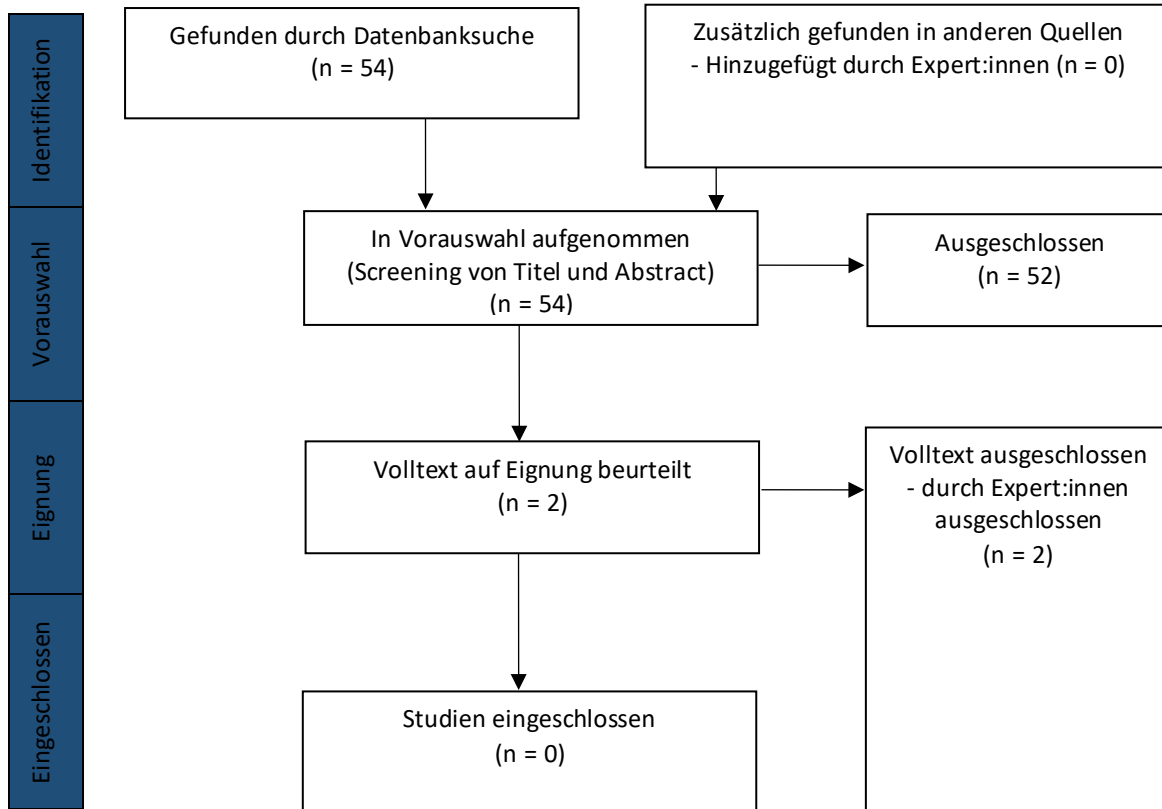 Identifikation
Gefunden durch Datenbanksuche
(n = 54)
Zusätzlich gefunden in anderen Quellen
- Hinzugefügt durch Expert:innen (n = 0)
Vorauswahl
In Vorauswahl aufgenommen
(Screening von Titel und Abstract)
(n = 54)
Ausgeschlossen
(n = 52)
Eignung
Volltext auf Eignung beurteilt
(n = 2)
Volltext ausgeschlossen
- durch Expert:innen
ausgeschlossen
(n = 2)
Eingeschlossen
Studien eingeschlossen
(n = 0)